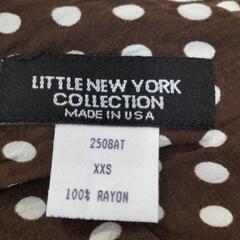 LITTLE NEW YORK
COLLECTION
MADE IN USA
2508AT
XXS
100% RAYON